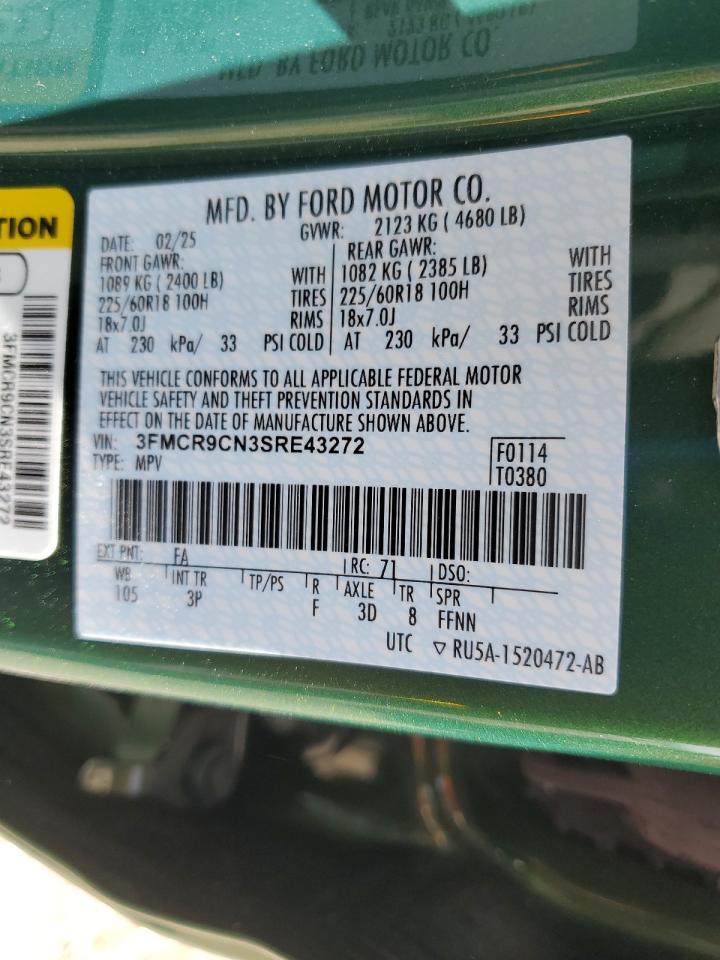 MFD. BY FORD MOTOR CO
TION
3FMCR9CN3SRE43272
MFD. BY FORD MOTOR CO.
DATE: 02/25 GVWR: 2123 KG ( 4680 LB)
FRONT GAWR: REAR GAWR:
1089 KG ( 2400 LB) WITH 1082 KG ( 2385 LB) WITH
225/60R18 100H TIRES 225/60R18 100H TIRES
18x7.0J RIMS 18x7.0J RIMS
AT 230 kPa/ 33 PSI COLD AT 230 kPa/ 33 PSI COLD
THIS VEHICLE CONFORMS TO ALL APPLICABLE FEDERAL MOTOR
VEHICLE SAFETY AND THEFT PREVENTION STANDARDS IN
EFFECT ON THE DATE OF MANUFACTURE SHOWN ABOVE.
VIN: 3FMCR9CN3SRE43272 F0114
TYPE: MPV T0380
EXT PNT: FA RC: 71 DSO:
WB INT TR TP/PS R AXLE TR SPR
105 3P F 3D 8 FFNN
UTC ▽ RU5A-1520472-AB